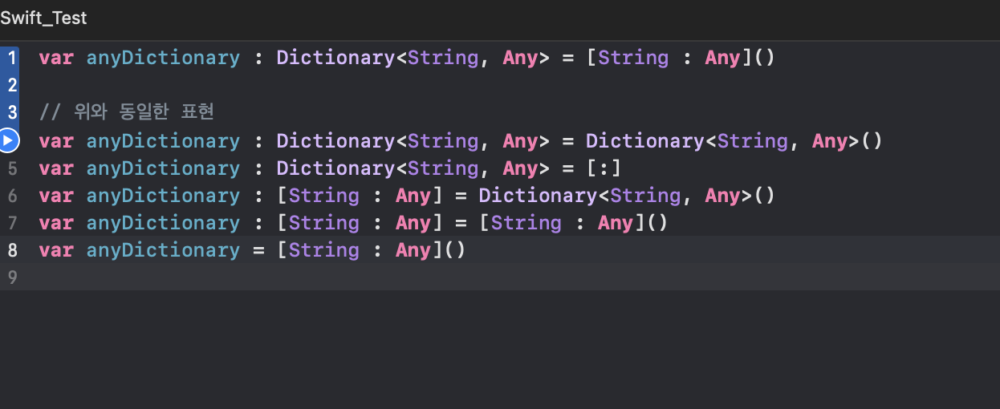 Swift_Test
1 var anyDictionary : Dictionary<String, Any> = [String : Any]()
2
3 // 위와 동일한 표현
var anyDictionary : Dictionary<String, Any> = Dictionary<String, Any>()
5 var anyDictionary : Dictionary<String, Any> = [:]
6 var anyDictionary : [String : Any] = Dictionary<String, Any>()
7 var anyDictionary : [String : Any] = [String : Any]()
8 var anyDictionary = [String : Any]()
9